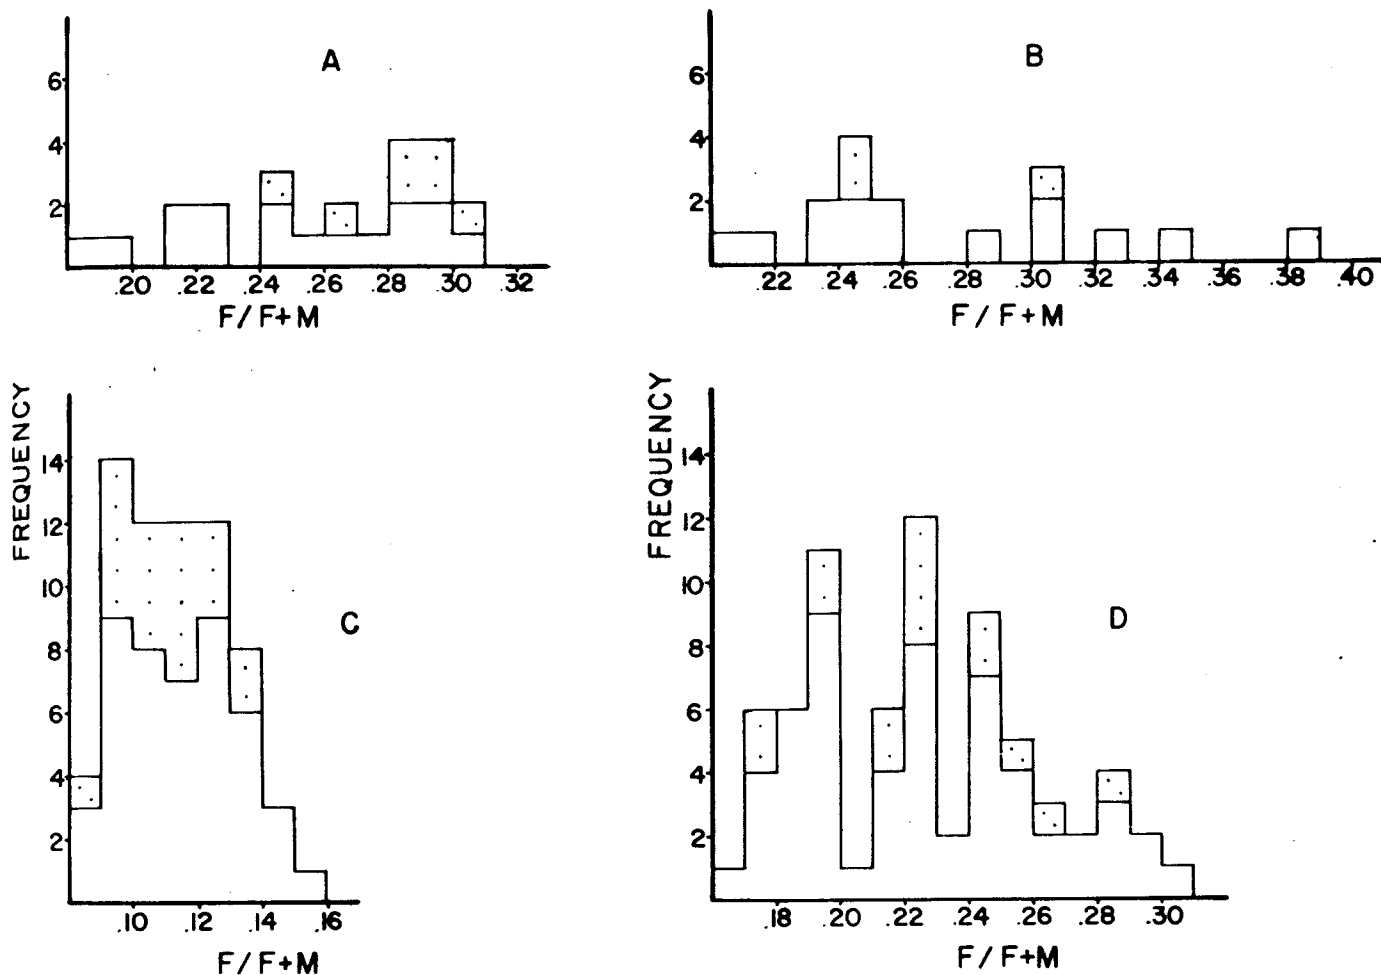 A
6
4
2
.20 .22 .24 .26 .28 .30 .32
F/F+M
B
6
4
2
.22 .24 .26 .28 .30 .32 .34 .36 .38 .40
F/F+M
FREQUENCY
C
14
12
10
8
6
4
2
.10 .12 .14 .16
F/F+M
FREQUENCY
D
14
12
10
8
6
4
2
.18 .20 .22 .24 .26 .28 .30
F/F+M